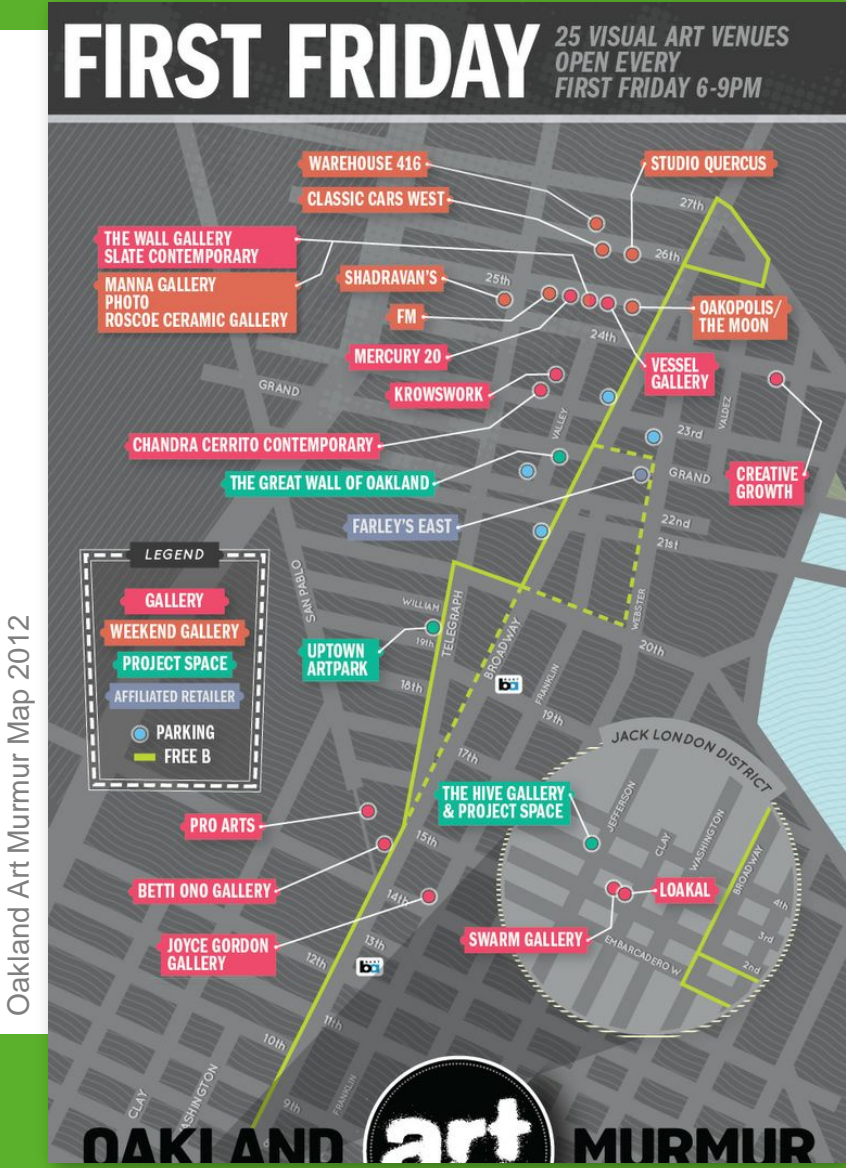 FIRST FRIDAY
25 VISUAL ART VENUES
OPEN EVERY
FIRST FRIDAY 6-9PM
WAREHOUSE 416
STUDIO QUERCUS
CLASSIC CARS WEST
27th
THE WALL GALLERY
SLATE CONTEMPORARY
26th
MANNA GALLERY
PHOTO
ROSCOE CERAMIC GALLERY
SHADRAVAN'S
25th
FM
OAKOPOLIS/
THE MOON
24th
MERCURY 20
VESSEL
GALLERY
KROWSWORK
GRAND
VALLEY
VALDEZ
23rd
CHANDRA CERRITO CONTEMPORARY
THE GREAT WALL OF OAKLAND
GRAND
CREATIVE
GROWTH
FARLEY'S EAST
22nd
21st
LEGEND
GALLERY
WEEKEND GALLERY
PROJECT SPACE
AFFILIATED RETAILER
PARKING
FREE B
SAN PABLO
WILLIAM
19th
TELEGRAPH
BROADWAY
WEBSTER
20th
UPTOWN
ARTPARK
18th
ba
FRANKLIN
19th
17th
JACK LONDON DISTRICT
THE HIVE GALLERY
& PROJECT SPACE
JEFFERSON
CLAY
WASHINGTON
BROADWAY
PRO ARTS
15th
BETTI ONO GALLERY
14th
LOAKAL
4th
3rd
2nd
JOYCE GORDON
GALLERY
13th
12th
ba
SWARM GALLERY
EMBARCADERO W
11th
10th
9th
CLAY
WASHINGTON
FRANKLIN
OAKLAND art MURMUR
Oakland Art Murmur Map 2012